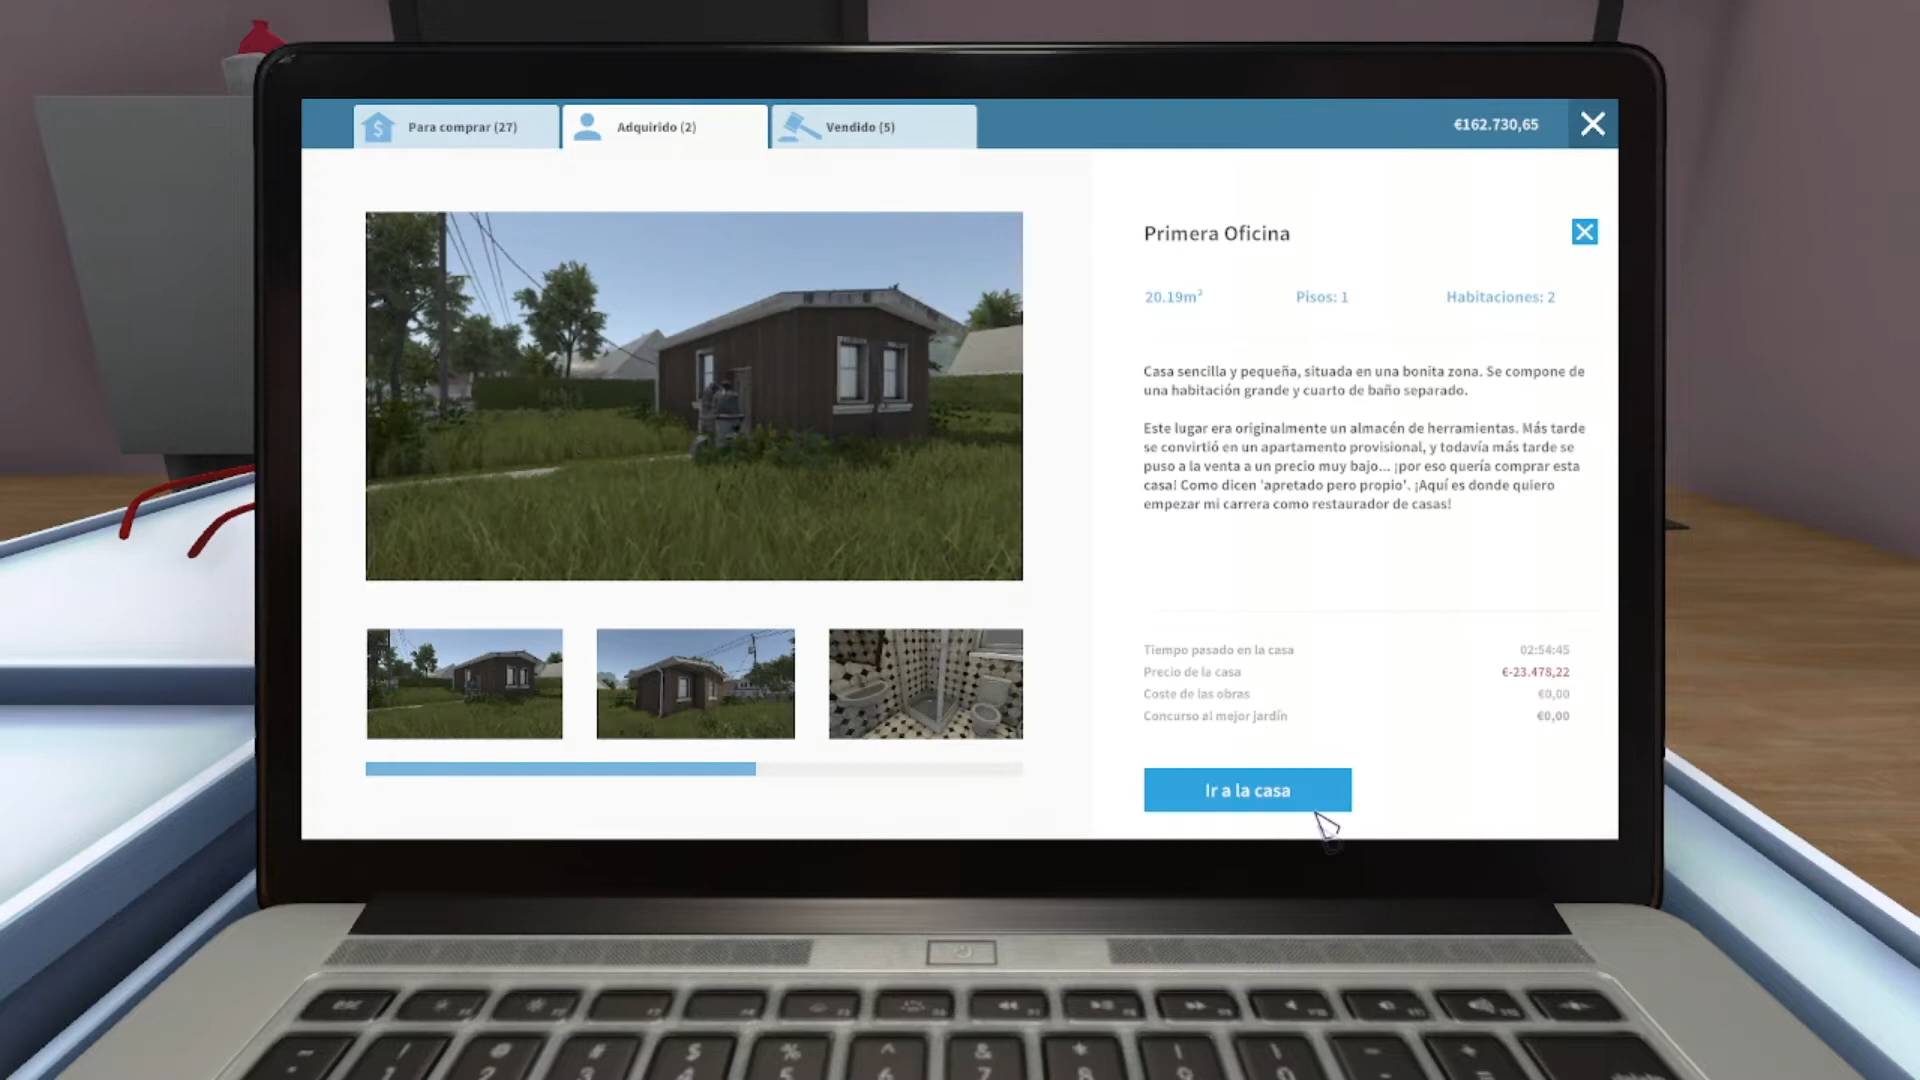 Para comprar (27)
Adquirido (2)
Vendido (5)
€162.730,65
Primera Oficina
20.19m²
Pisos: 1
Habitaciones: 2
Casa sencilla y pequeña, situada en una bonita zona. Se compone de
una habitación grande y cuarto de baño separado.
Este lugar era originalmente un almacén de herramientas. Más tarde
se convirtió en un apartamento provisional, y todavía más tarde se
puso a la venta a un precio muy bajo... ¡por eso quería comprar esta
casa! Como dicen 'apretado pero propio'. ¡Aquí es donde quiero
empezar mi carrera como restaurador de casas!
Tiempo pasado en la casa 02:54:45
Precio de la casa €-23.478,22
Coste de las obras €0,00
Concurso al mejor jardín €0,00
Ir a la casa
esc